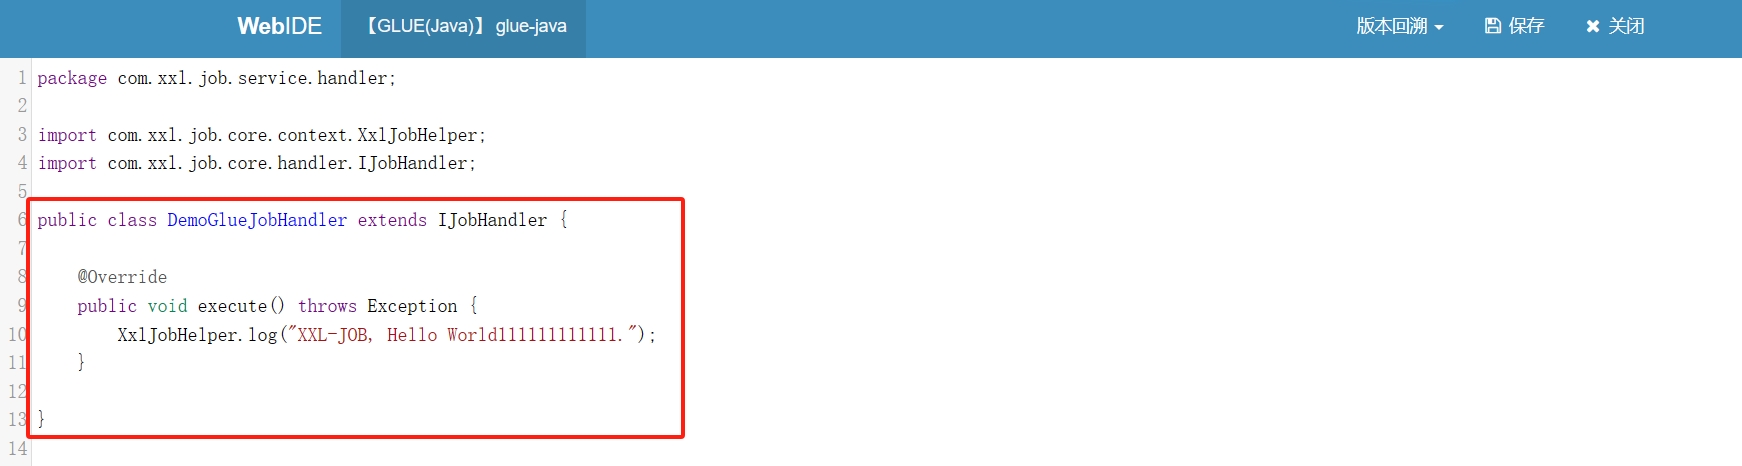 WebIDE 【GLUE(Java)】 glue-java 版本回溯 保存 关闭
1 package com.xxl.job.service.handler;
2
3 import com.xxl.job.core.context.XxlJobHelper;
4 import com.xxl.job.core.handler.IJobHandler;
5
6 public class DemoGlueJobHandler extends IJobHandler {
7
8 @Override
9 public void execute() throws Exception {
10 XxlJobHelper.log("XXL-JOB, Hello World111111111111.");
11 }
12
13 }
14